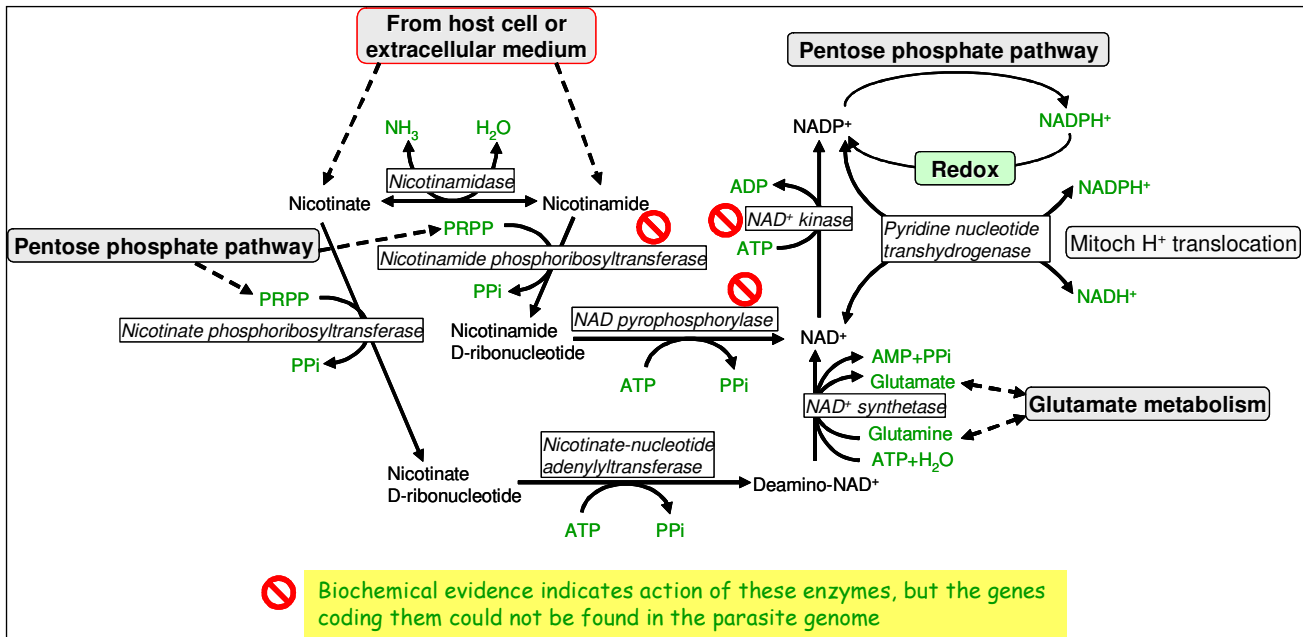 From host cell or
extracellular medium
Pentose phosphate pathway
NH3
H2O
NADP+
NADPH+
Redox
Nicotinamidase
ADP
NADPH+
Nicotinate
Nicotinamide
NAD+ kinase
Pyridine nucleotide
transhydrogenase
Mitoch H+ translocation
PRPP
ATP
Pentose phosphate pathway
Nicotinamide phosphoribosyltransferase
PPi
NADH+
PRPP
Nicotinate phosphoribosyltransferase
NAD pyrophosphorylase
Nicotinamide
D-ribonucleotide
NAD+
PPi
AMP+PPi
ATP
PPi
Glutamate
NAD+ synthetase
Glutamate metabolism
Glutamine
Nicotinate-nucleotide
adenylyltransferase
ATP+H2O
Nicotinate
D-ribonucleotide
Deamino-NAD+
ATP
PPi
Biochemical evidence indicates action of these enzymes, but the genes
coding them could not be found in the parasite genome